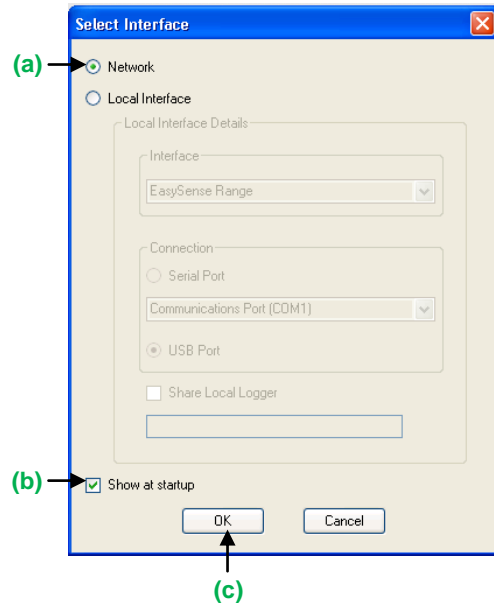 Select Interface
(a)
Network
Local Interface
Local Interface Details
Interface
EasySense Range
Connection
Serial Port
Communications Port (COM1)
USB Port
Share Local Logger
(b)
Show at startup
OK
Cancel
(c)